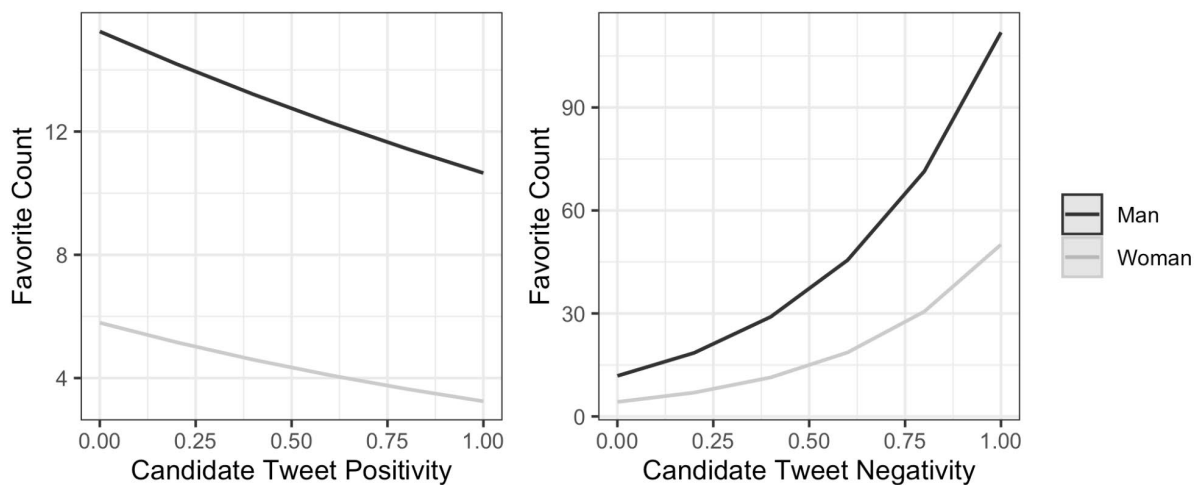 Favorite Count
12
8
4
0.00 0.25 0.50 0.75 1.00
Candidate Tweet Positivity
Favorite Count
90
60
30
0
0.00 0.25 0.50 0.75 1.00
Candidate Tweet Negativity
Man
Woman